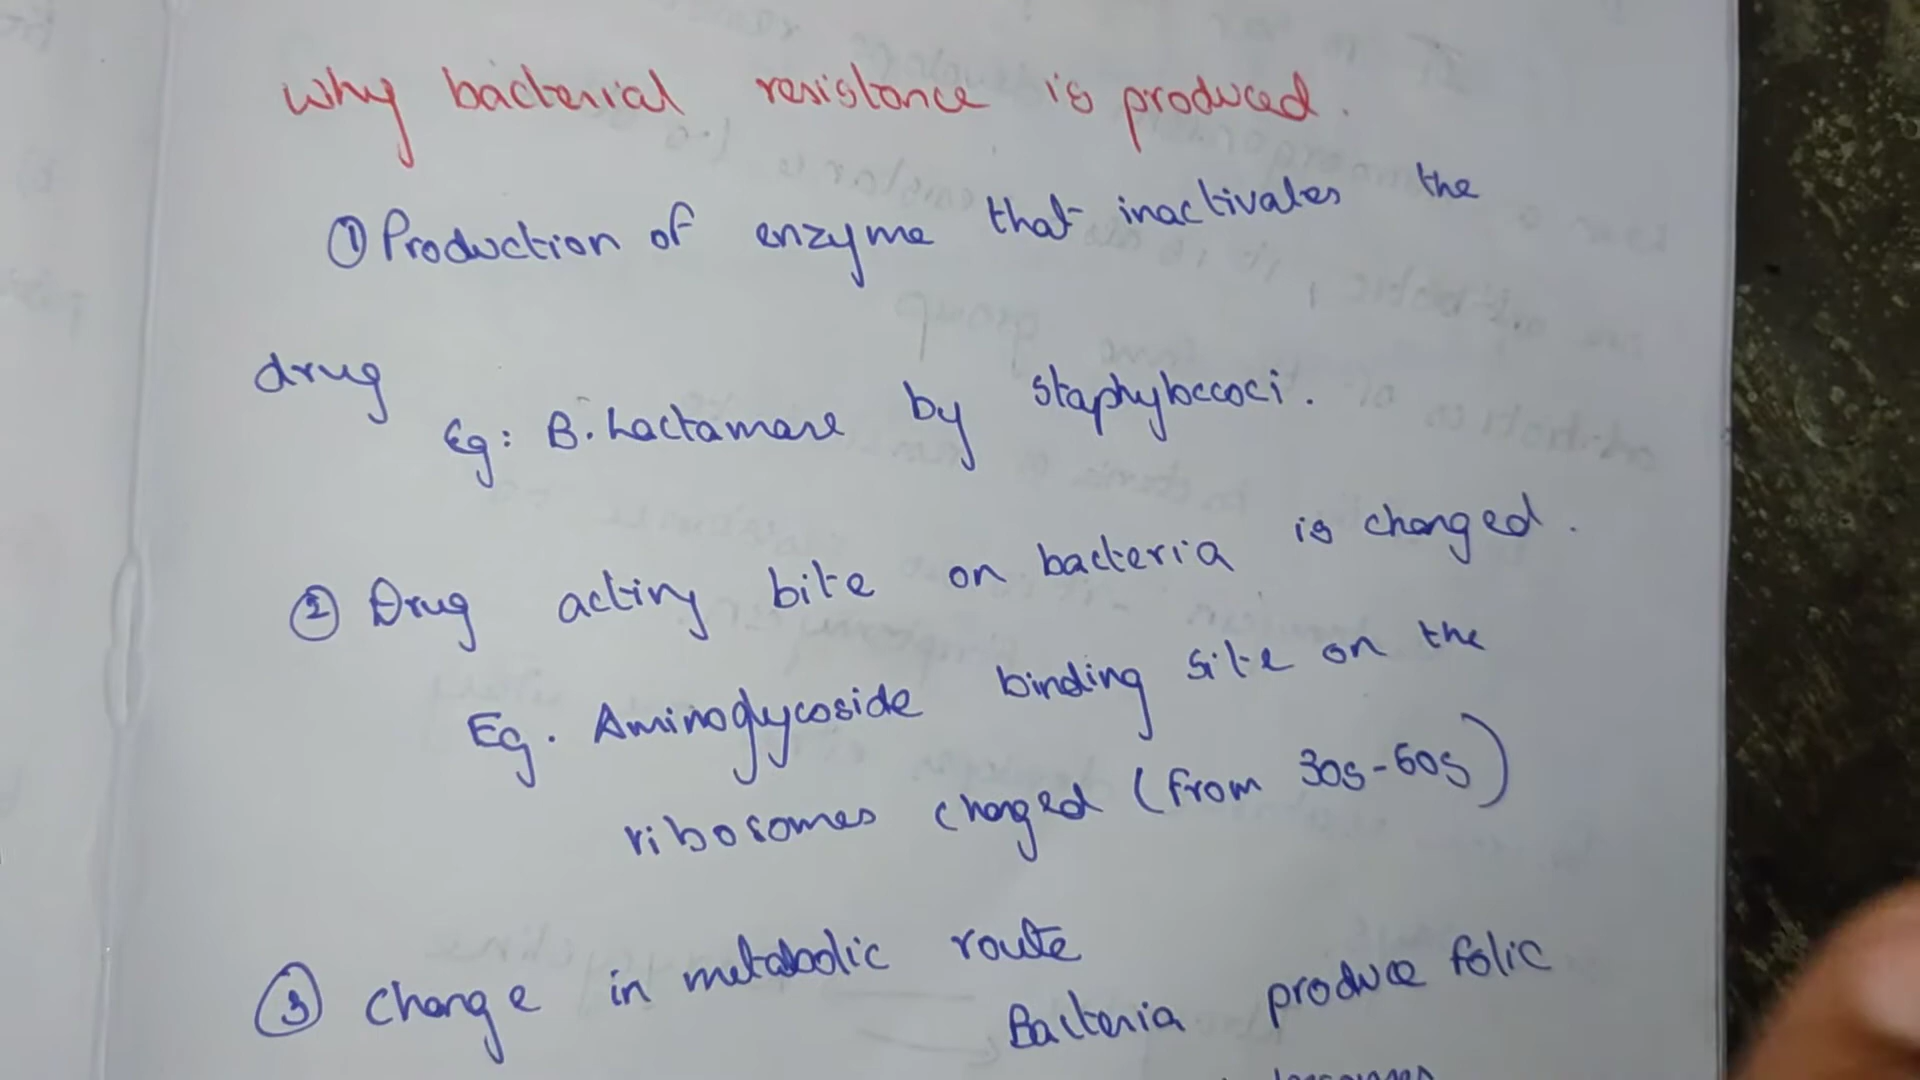 Why bacterial resistance is produced.
① Production of enzyme that inactivates the
drug
Eg: B. Lactamase by staphyloccoci.
② Drug acting bite on bacteria is changed.
Eg. Aminoglycoside binding site on the
ribosomes changed (from 30s-60s)
③ Change in metabolic route
Bacteria produce folic